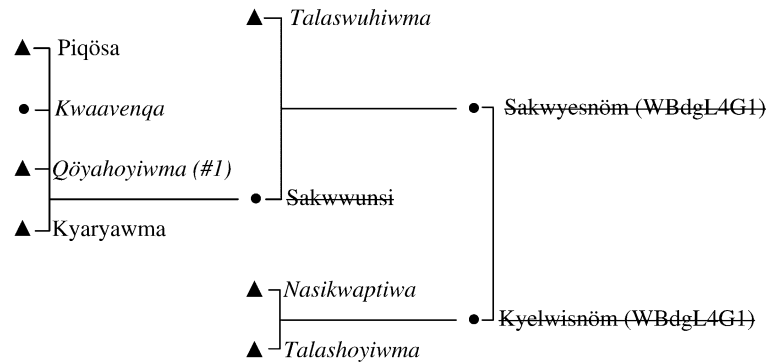 Talaswuhiwma
Piqösa
Kwaavenqa
Sakwyesnöm (WBdgL4G1)
Qöyahoyiwma (#1)
Sakwwunsi
Kyaryawma
Nasikwaptiwa
Kyelwisnöm (WBdgL4G1)
Talashoyiwma